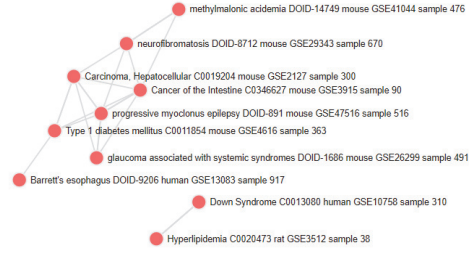 methylmalonic acidemia DOID-14749 mouse GSE41044 sample 476
neurofibromatosis DOID-8712 mouse GSE29343 sample 670
Carcinoma, Hepatocellular C0019204 mouse GSE2127 sample 300
Cancer of the Intestine C0346627 mouse GSE3915 sample 90
progressive myoclonus epilepsy DOID-891 mouse GSE47516 sample 516
Type 1 diabetes mellitus C0011854 mouse GSE4616 sample 363
glaucoma associated with systemic syndromes DOID-1686 mouse GSE26299 sample 491
Barrett's esophagus DOID-9206 human GSE13083 sample 917
Down Syndrome C0013080 human GSE10758 sample 310
Hyperlipidemia C0020473 rat GSE3512 sample 38